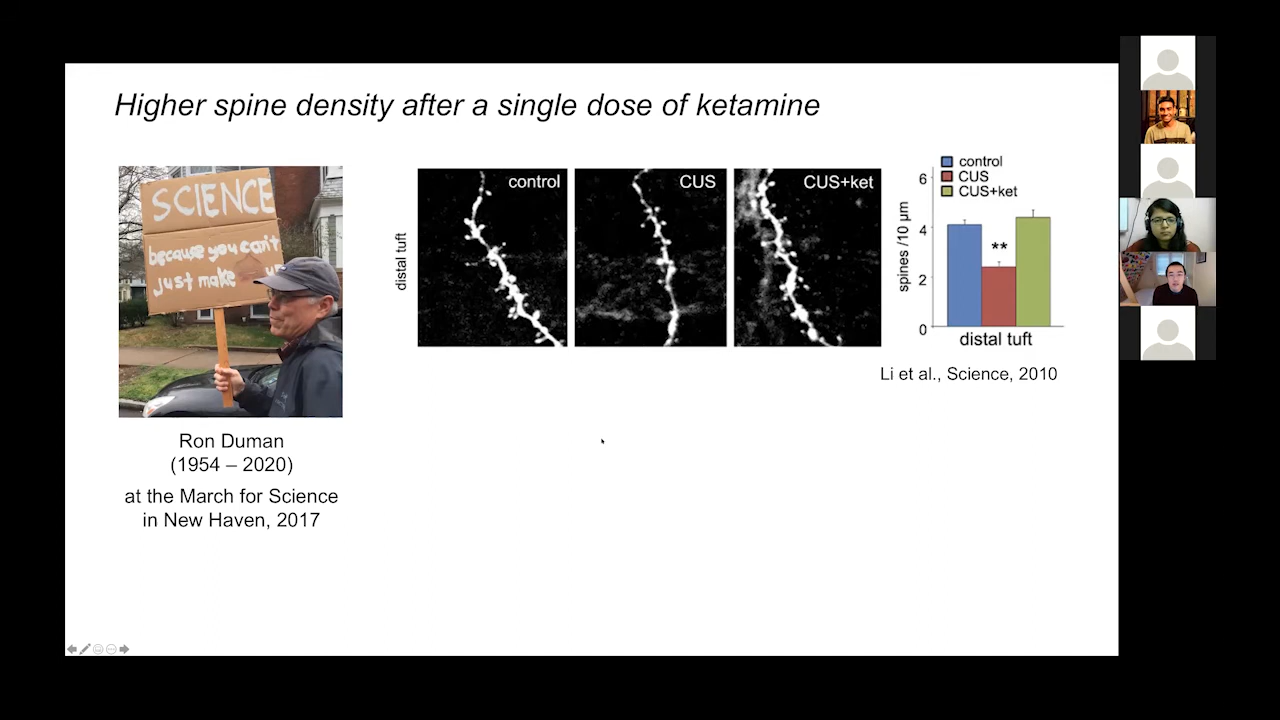 Higher spine density after a single dose of ketamine
SCIENCE
because you can't
just make
Ron Duman
(1954 – 2020)
at the March for Science
in New Haven, 2017
distal tuft
control
CUS
CUS+ket
control
CUS
CUS+ket
spines /10 μm
6
4
2
0
**
distal tuft
Li et al., Science, 2010